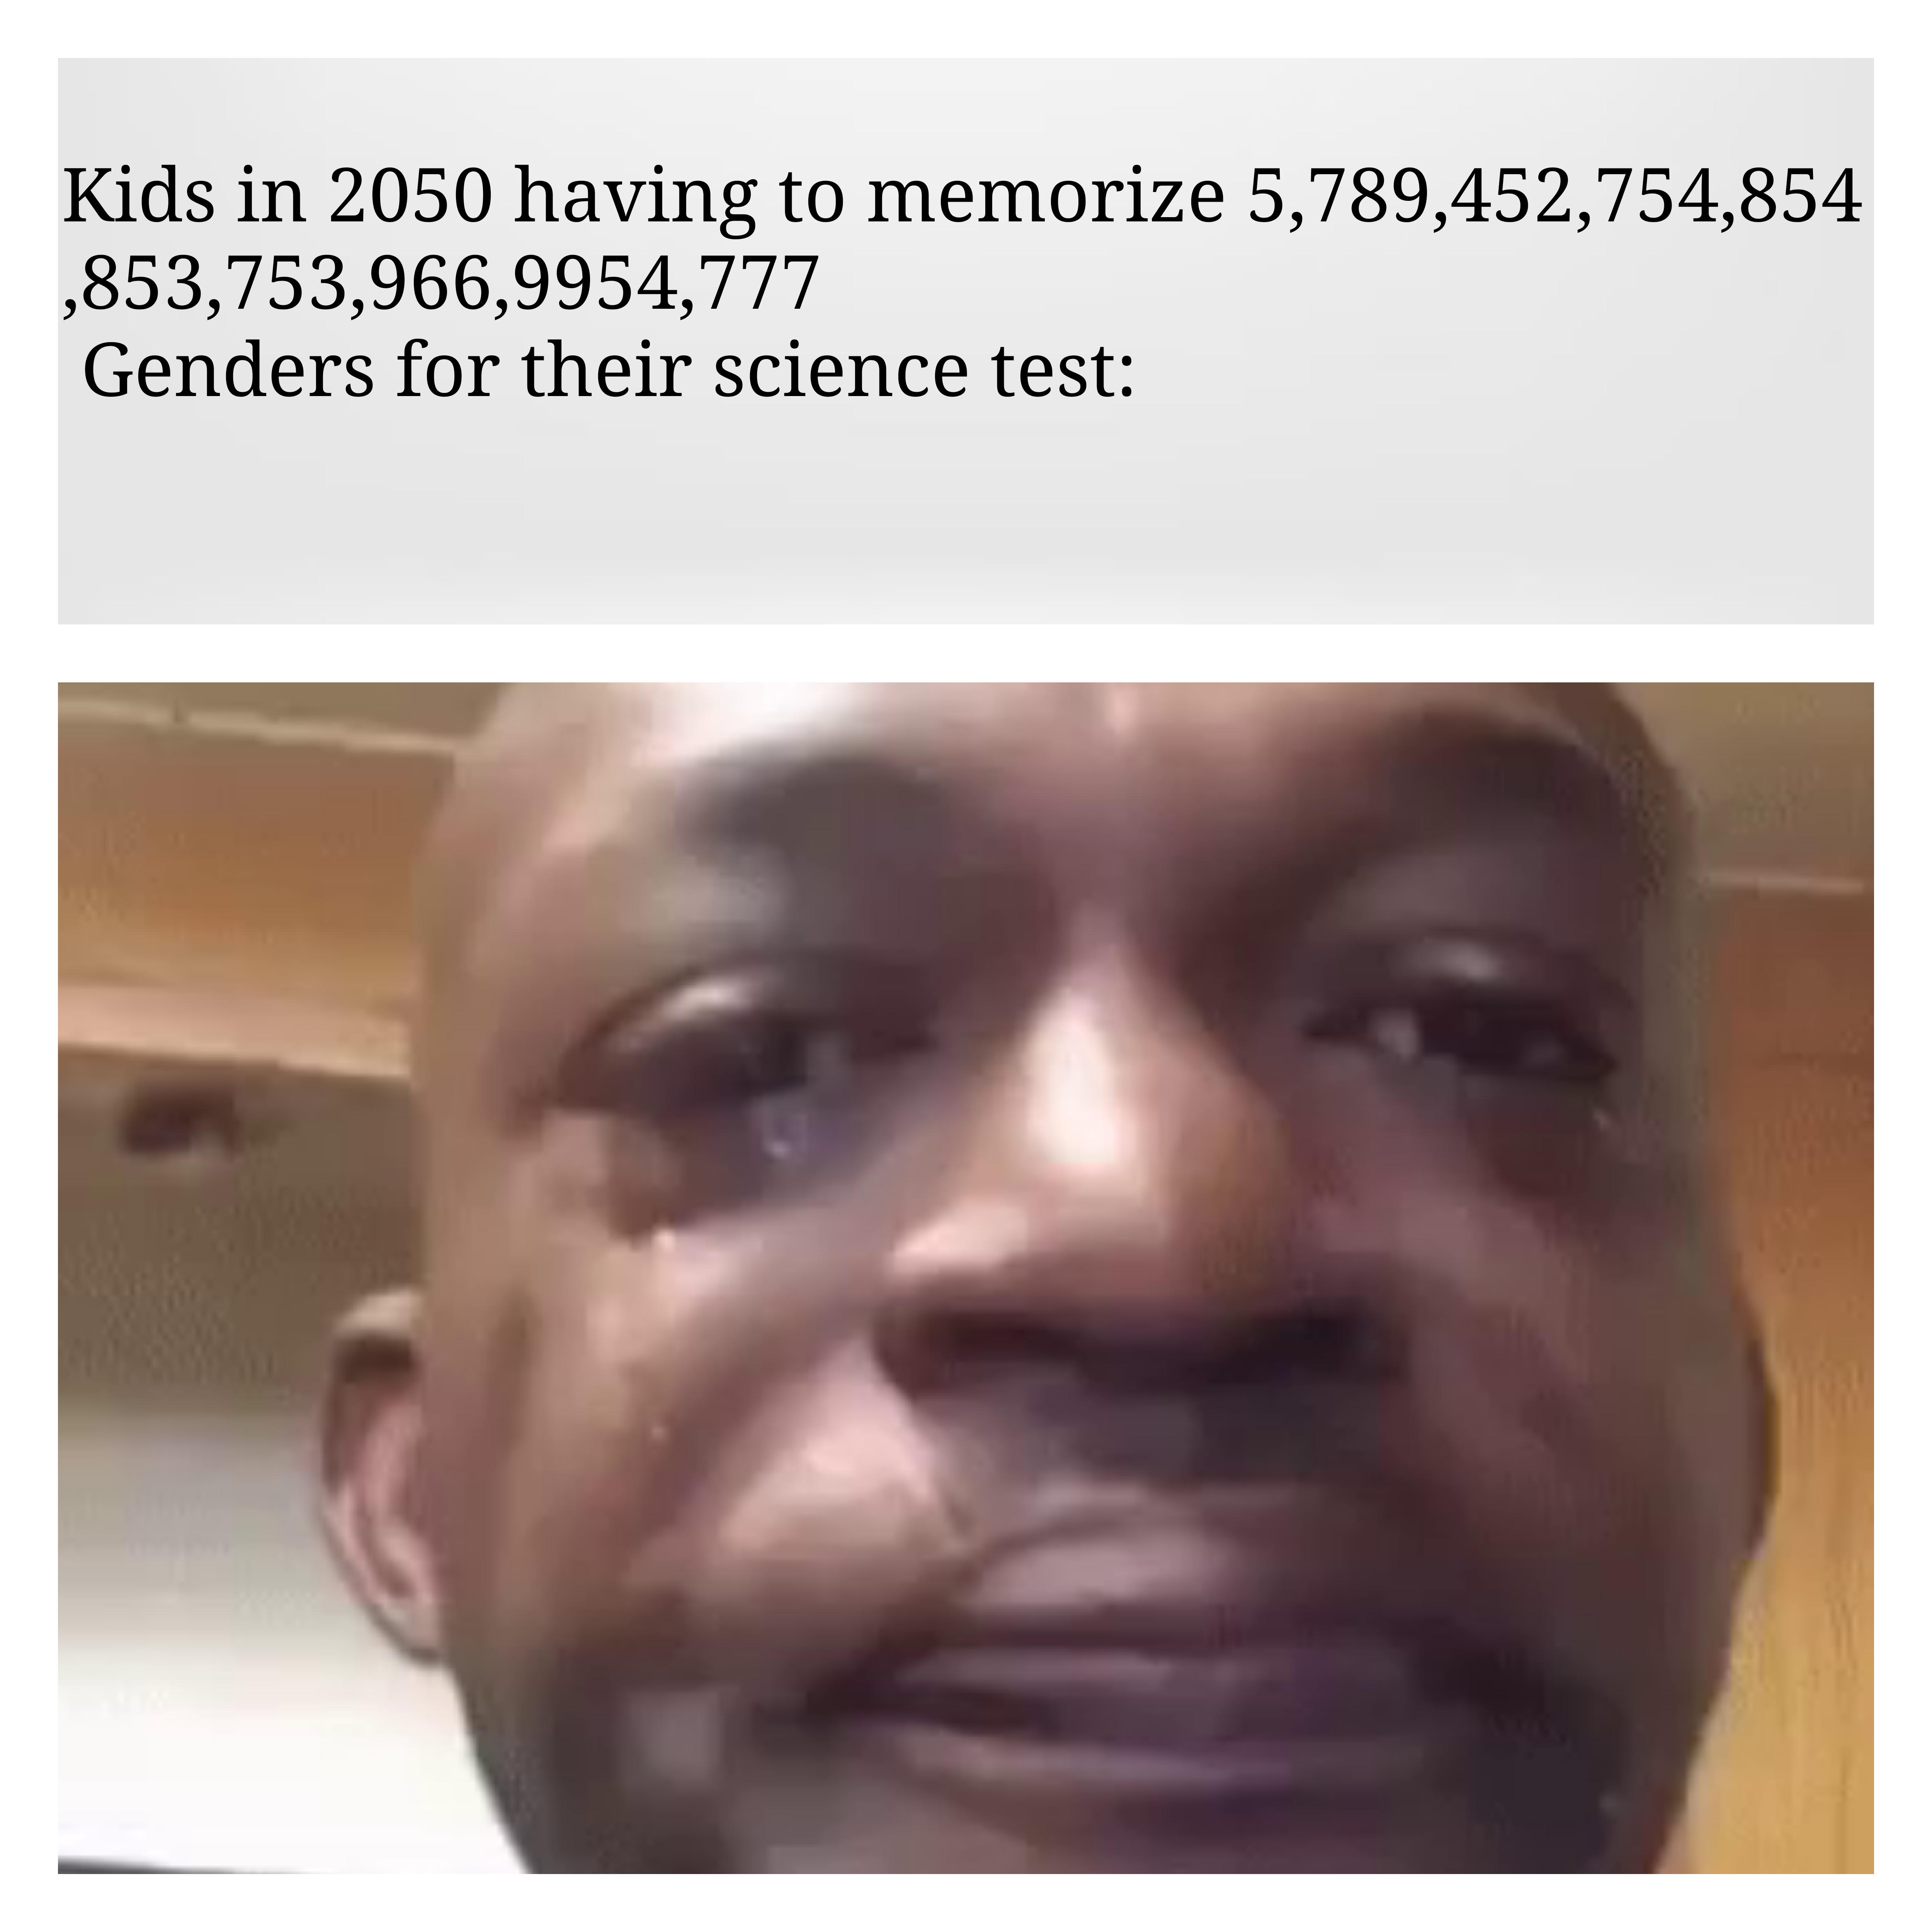 Kids in 2050 having to memorize 5,789,452,754,854
,853,753,966,9954,777
Genders for their science test: